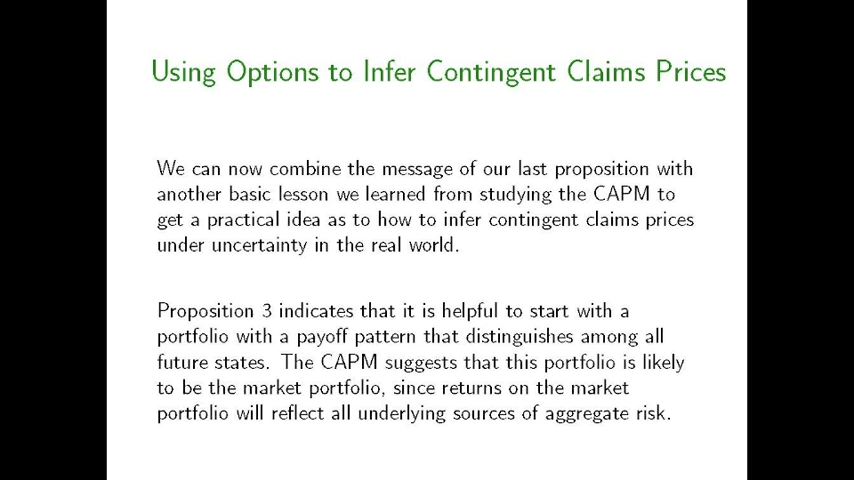 Using Options to Infer Contingent Claims Prices
We can now combine the message of our last proposition with
another basic lesson we learned from studying the CAPM to
get a practical idea as to how to infer contingent claims prices
under uncertainty in the real world.
Proposition 3 indicates that it is helpful to start with a
portfolio with a payoff pattern that distinguishes among all
future states. The CAPM suggests that this portfolio is likely
to be the market portfolio, since returns on the market
portfolio will reflect all underlying sources of aggregate risk.